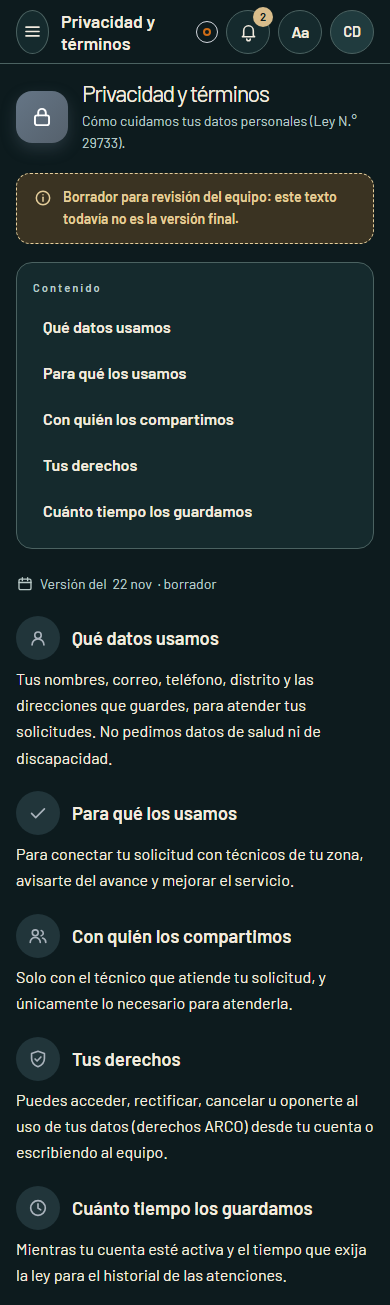 Privacidad y
términos
2
Aa
CD
Privacidad y términos
Cómo cuidamos tus datos personales (Ley N.°
29733).
Borrador para revisión del equipo: este texto
todavía no es la versión final.
Contenido
Qué datos usamos
Para qué los usamos
Con quién los compartimos
Tus derechos
Cuánto tiempo los guardamos
Versión del 22 nov · borrador
Qué datos usamos
Tus nombres, correo, teléfono, distrito y las
direcciones que guardes, para atender tus
solicitudes. No pedimos datos de salud ni de
discapacidad.
Para qué los usamos
Para conectar tu solicitud con técnicos de tu zona,
avisarte del avance y mejorar el servicio.
Con quién los compartimos
Solo con el técnico que atiende tu solicitud, y
únicamente lo necesario para atenderla.
Tus derechos
Puedes acceder, rectificar, cancelar u oponerte al
uso de tus datos (derechos ARCO) desde tu cuenta o
escribiendo al equipo.
Cuánto tiempo los guardamos
Mientras tu cuenta esté activa y el tiempo que exija
la ley para el historial de las atenciones.